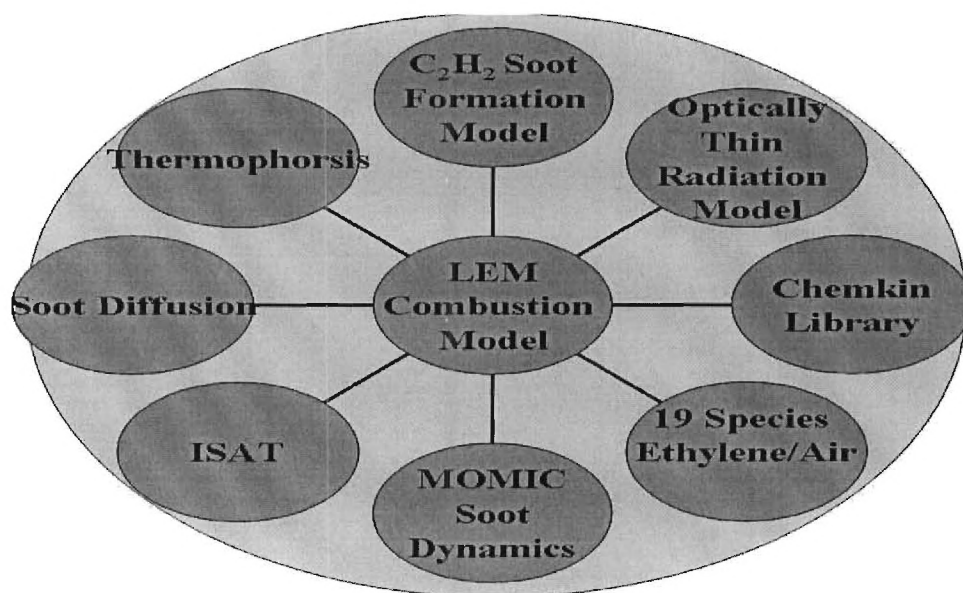 C₂H₂ Soot
Formation
Model
Optically
Thin
Radiation
Model
Thermophorsis
LEM
Combustion
Model
Soot Diffusion
Chemkin
Library
ISAT
19 Species
Ethylene/Air
MOMIC
Soot
Dynamics